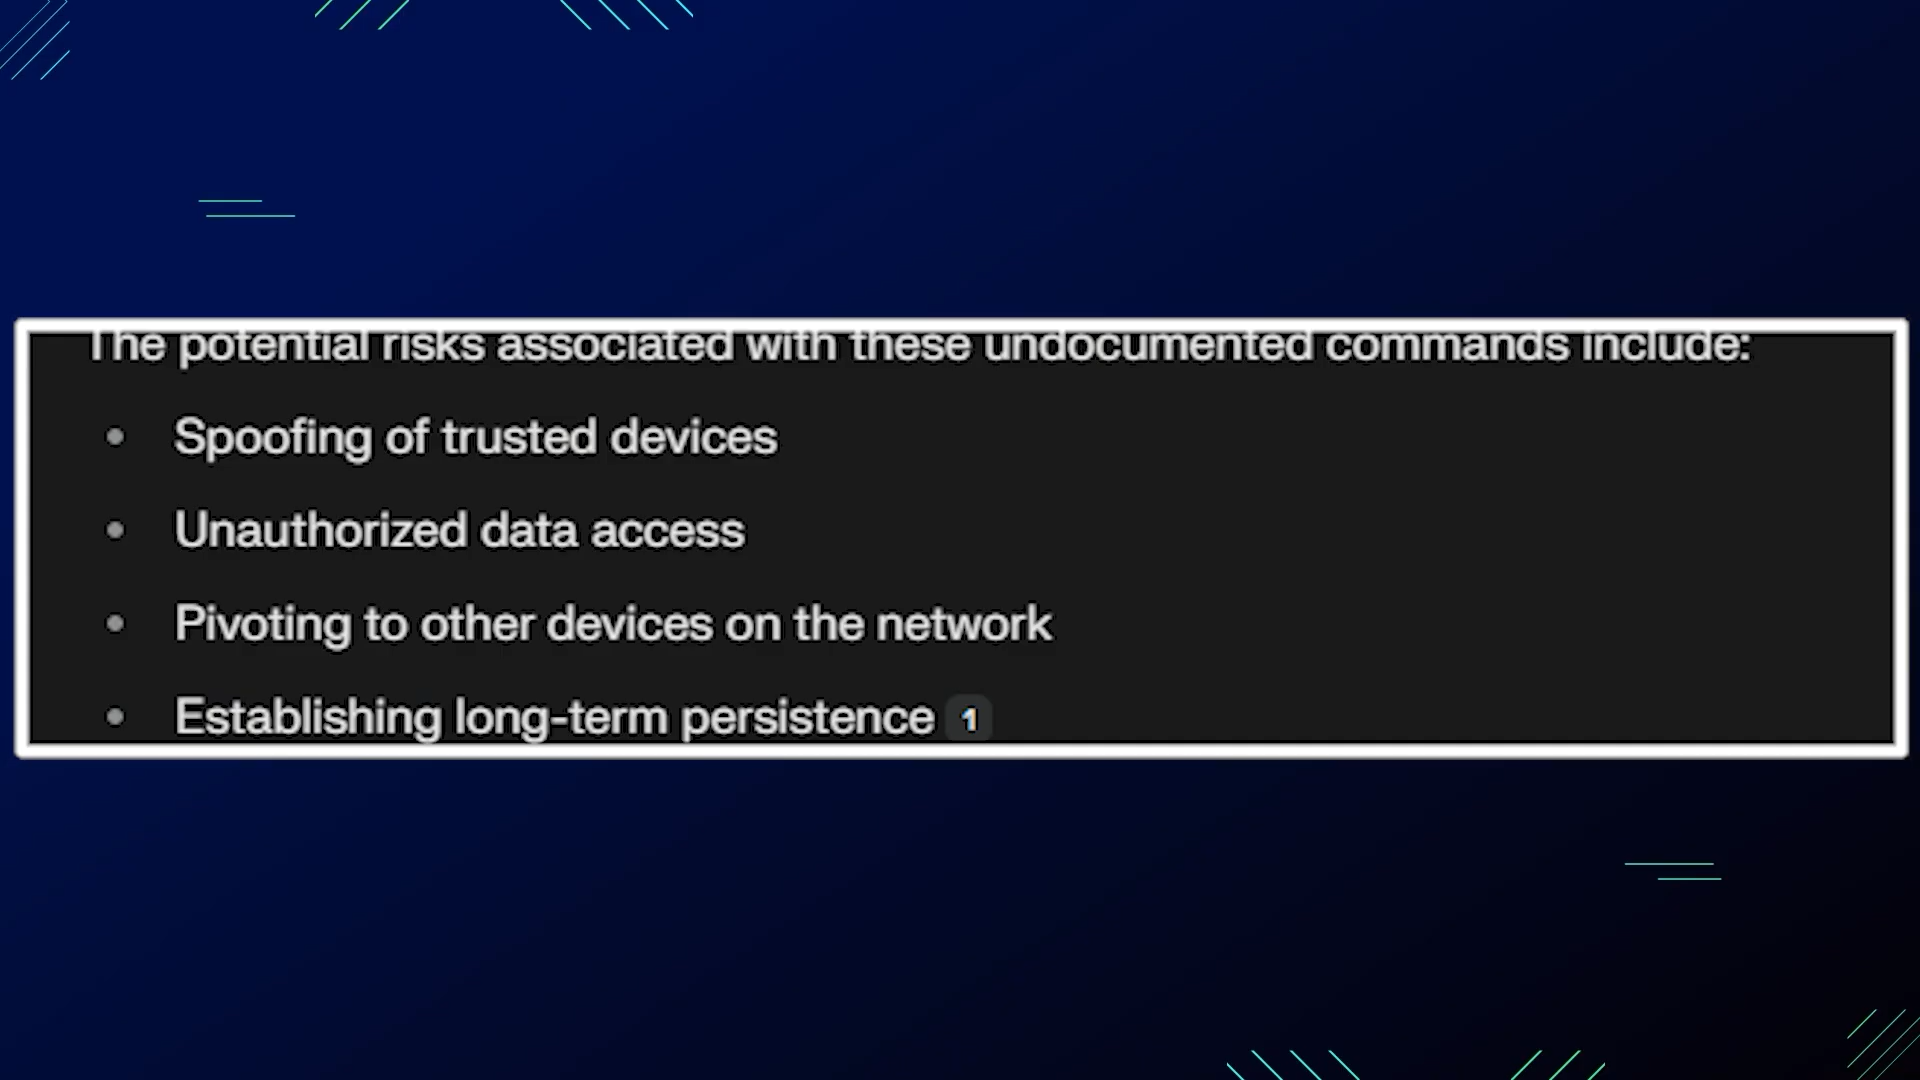 The potential risks associated with these undocumented commands include:
• Spoofing of trusted devices
• Unauthorized data access
• Pivoting to other devices on the network
• Establishing long-term persistence 1